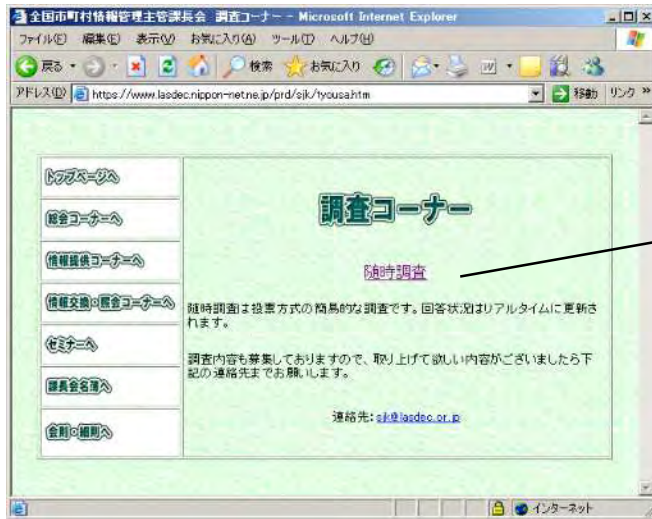 全国市町村情報管理主管課長会 調査コーナー - Microsoft Internet Explorer
ファイル(F) 編集(E) 表示(V) お気に入り(A) ツール(T) ヘルプ(H)
戻る 検索 お気に入り
アドレス(D) https://www.lasdec.nippon-net.ne.jp/prd/sjk/tyousa.htm 移動 リンク »
トップページへ
総会コーナーへ
情報提供コーナーへ
情報交換・照会コーナーへ
セミナーへ
課長会名簿へ
会則・細則へ
調査コーナー
随時調査
随時調査は投票方式の簡易的な調査です。回答状況はリアルタイムに更新さ
れます。
調査内容も募集しておりますので、取り上げて欲しい内容がございましたら下
記の連絡先までお願いします。
連絡先: sjk@lasdec.or.jp
インターネット